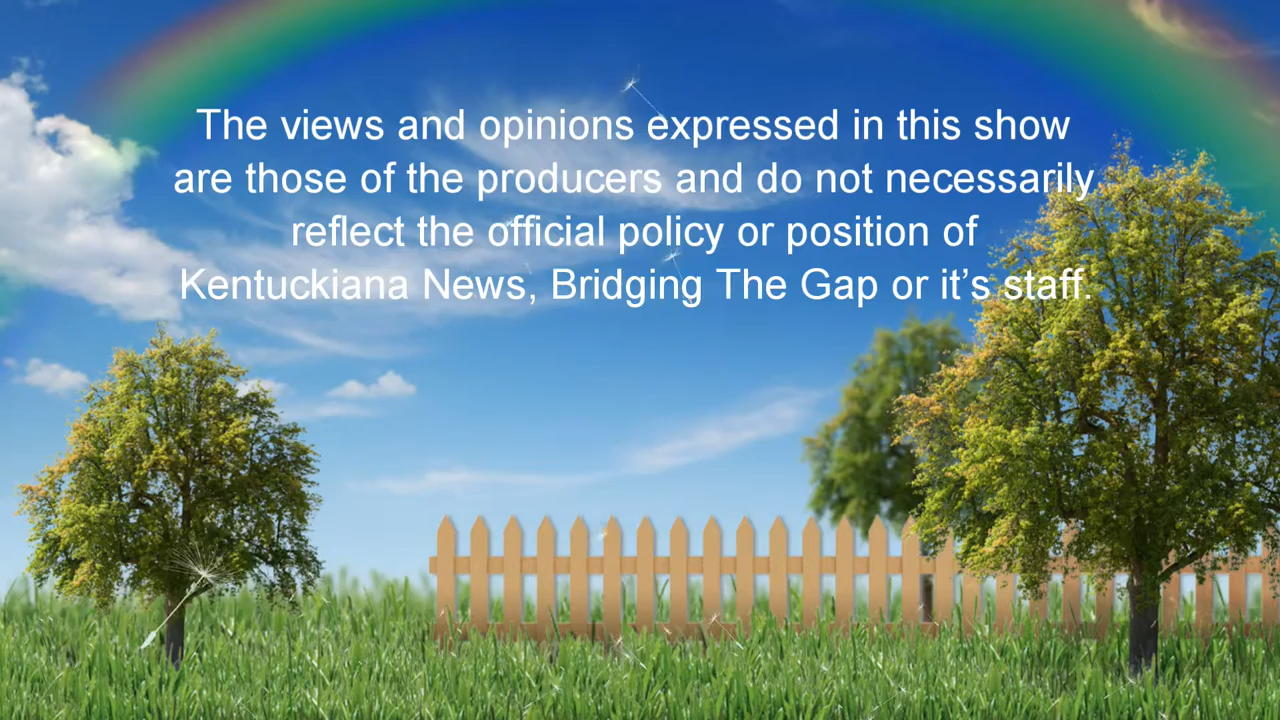 The views and opinions expressed in this show
are those of the producers and do not necessarily
reflect the official policy or position of
Kentuckiana News, Bridging The Gap or it’s staff.